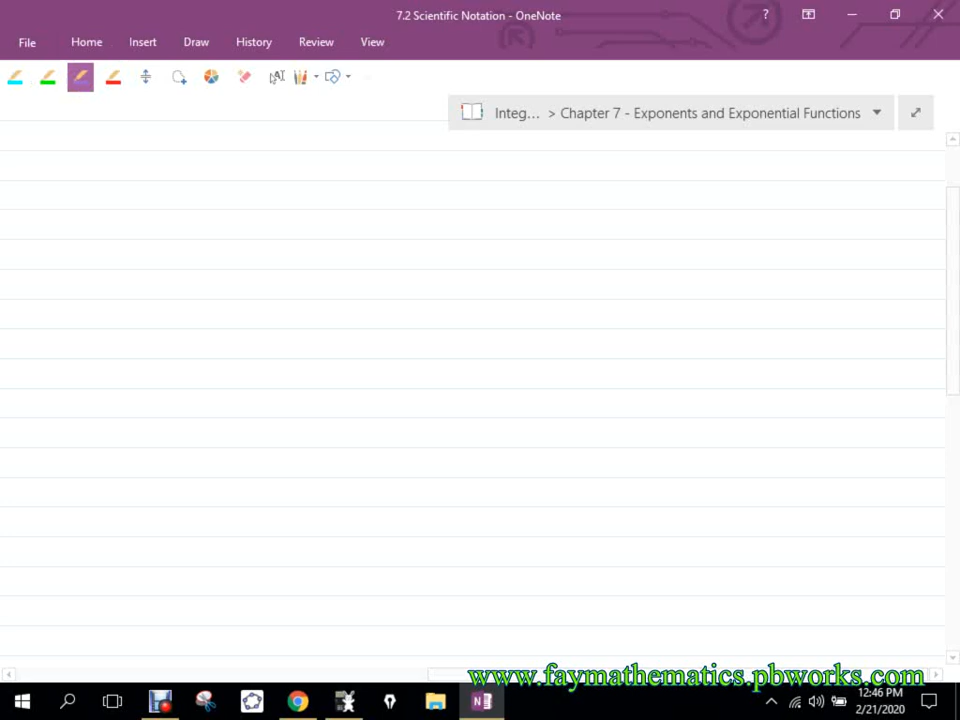 7.2 Scientific Notation - OneNote
?
File Home Insert Draw History Review View
Integ... > Chapter 7 - Exponents and Exponential Functions
www.faymathematics.pbworks.com
12:46 PM
2/21/2020